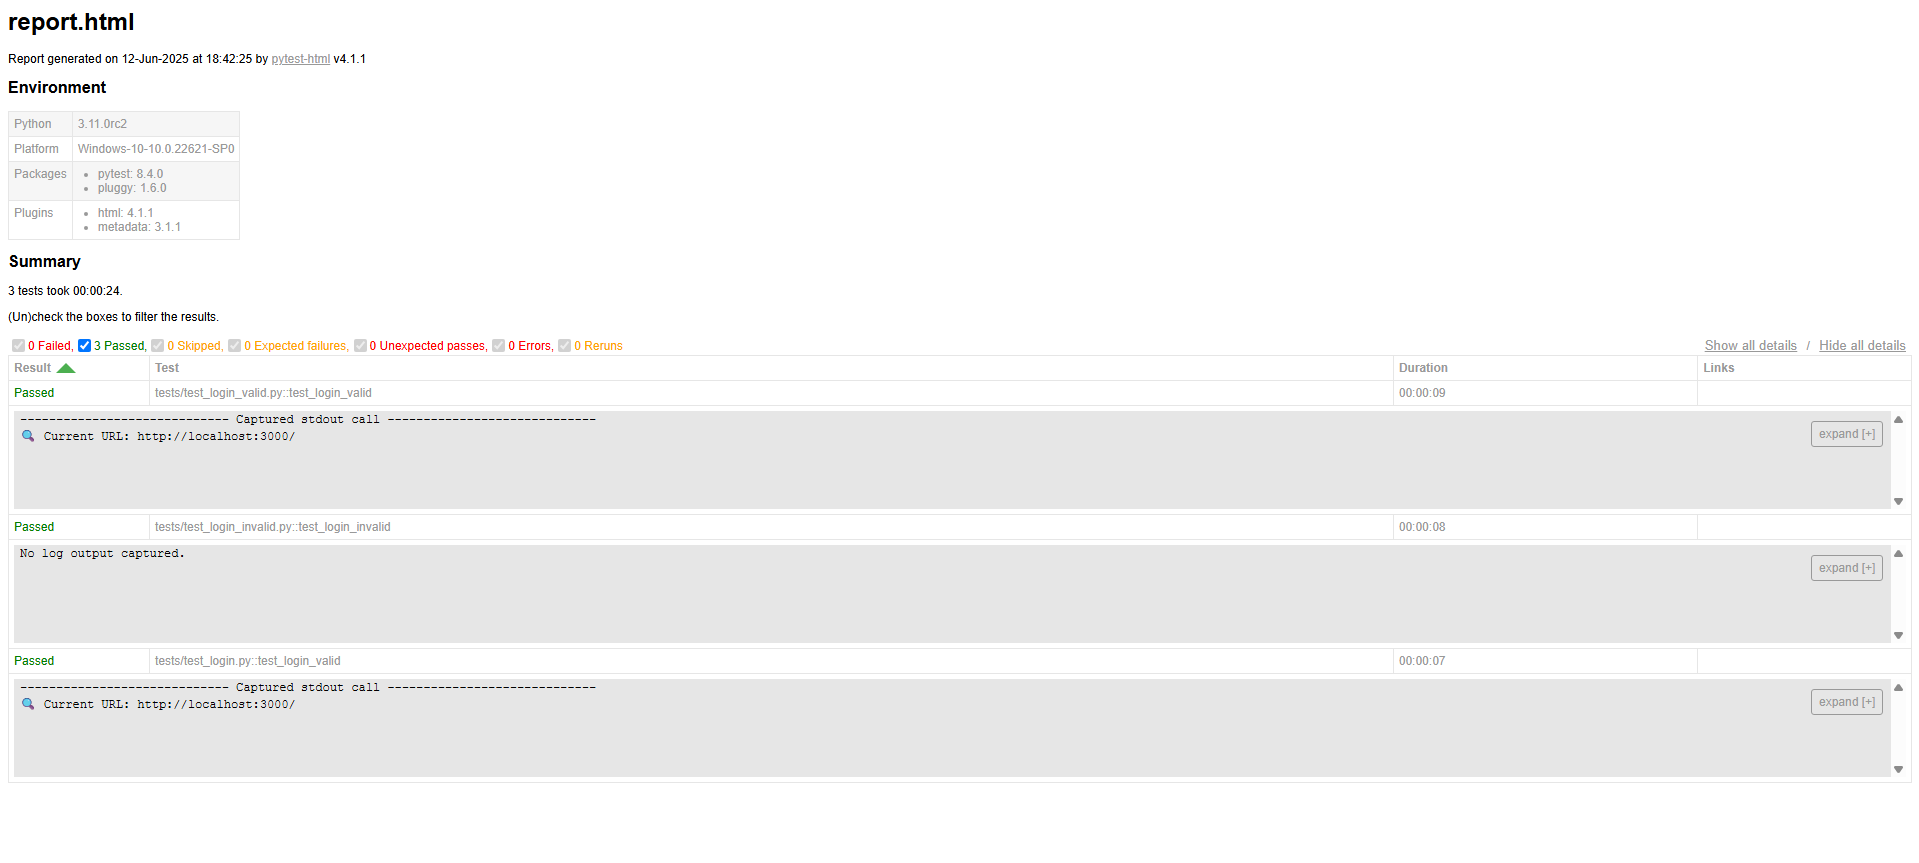 report.html
Report generated on 12-Jun-2025 at 18:42:25 by pytest-html v4.1.1
Environment
Python 3.11.0rc2
Platform Windows-10-10.0.22621-SP0
Packages
• pytest: 8.4.0
• pluggy: 1.6.0
Plugins
• html: 4.1.1
• metadata: 3.1.1
Summary
3 tests took 00:00:24.
(Un)check the boxes to filter the results.
0 Failed, 3 Passed, 0 Skipped, 0 Expected failures, 0 Unexpected passes, 0 Errors, 0 Reruns Show all details / Hide all details
Result Test Duration Links
Passed tests/test_login_valid.py::test_login_valid 00:00:09
----------------------------- Captured stdout call -----------------------------
🔍 Current URL: http://localhost:3000/
expand [+]
Passed tests/test_login_invalid.py::test_login_invalid 00:00:08
No log output captured.
expand [+]
Passed tests/test_login.py::test_login_valid 00:00:07
----------------------------- Captured stdout call -----------------------------
🔍 Current URL: http://localhost:3000/
expand [+]